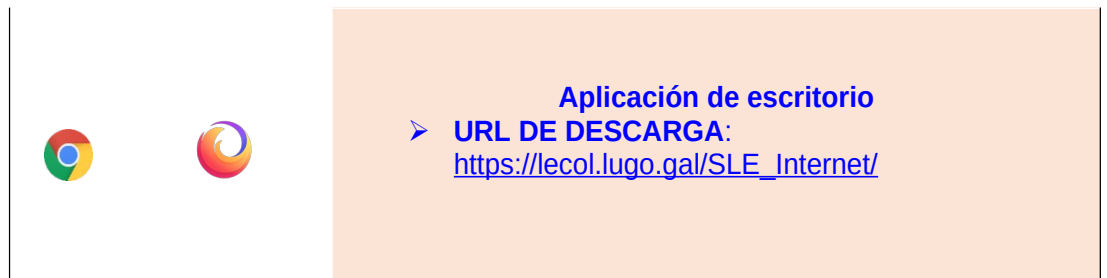 Aplicación de escritorio
➢ URL DE DESCARGA:
https://lecol.lugo.gal/SLE_Internet/